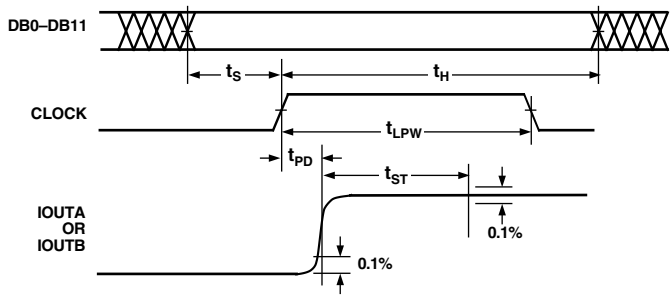 DB0–DB11
tS
tH
CLOCK
tLPW
tPD
tST
IOUTA
OR
IOUTB
0.1%
0.1%